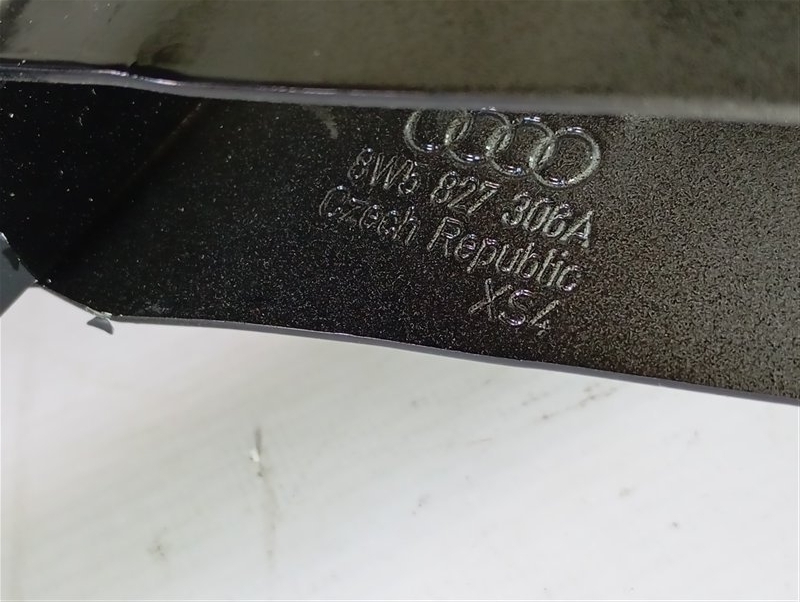 8W5 827 306A
Czech Republic
XS4